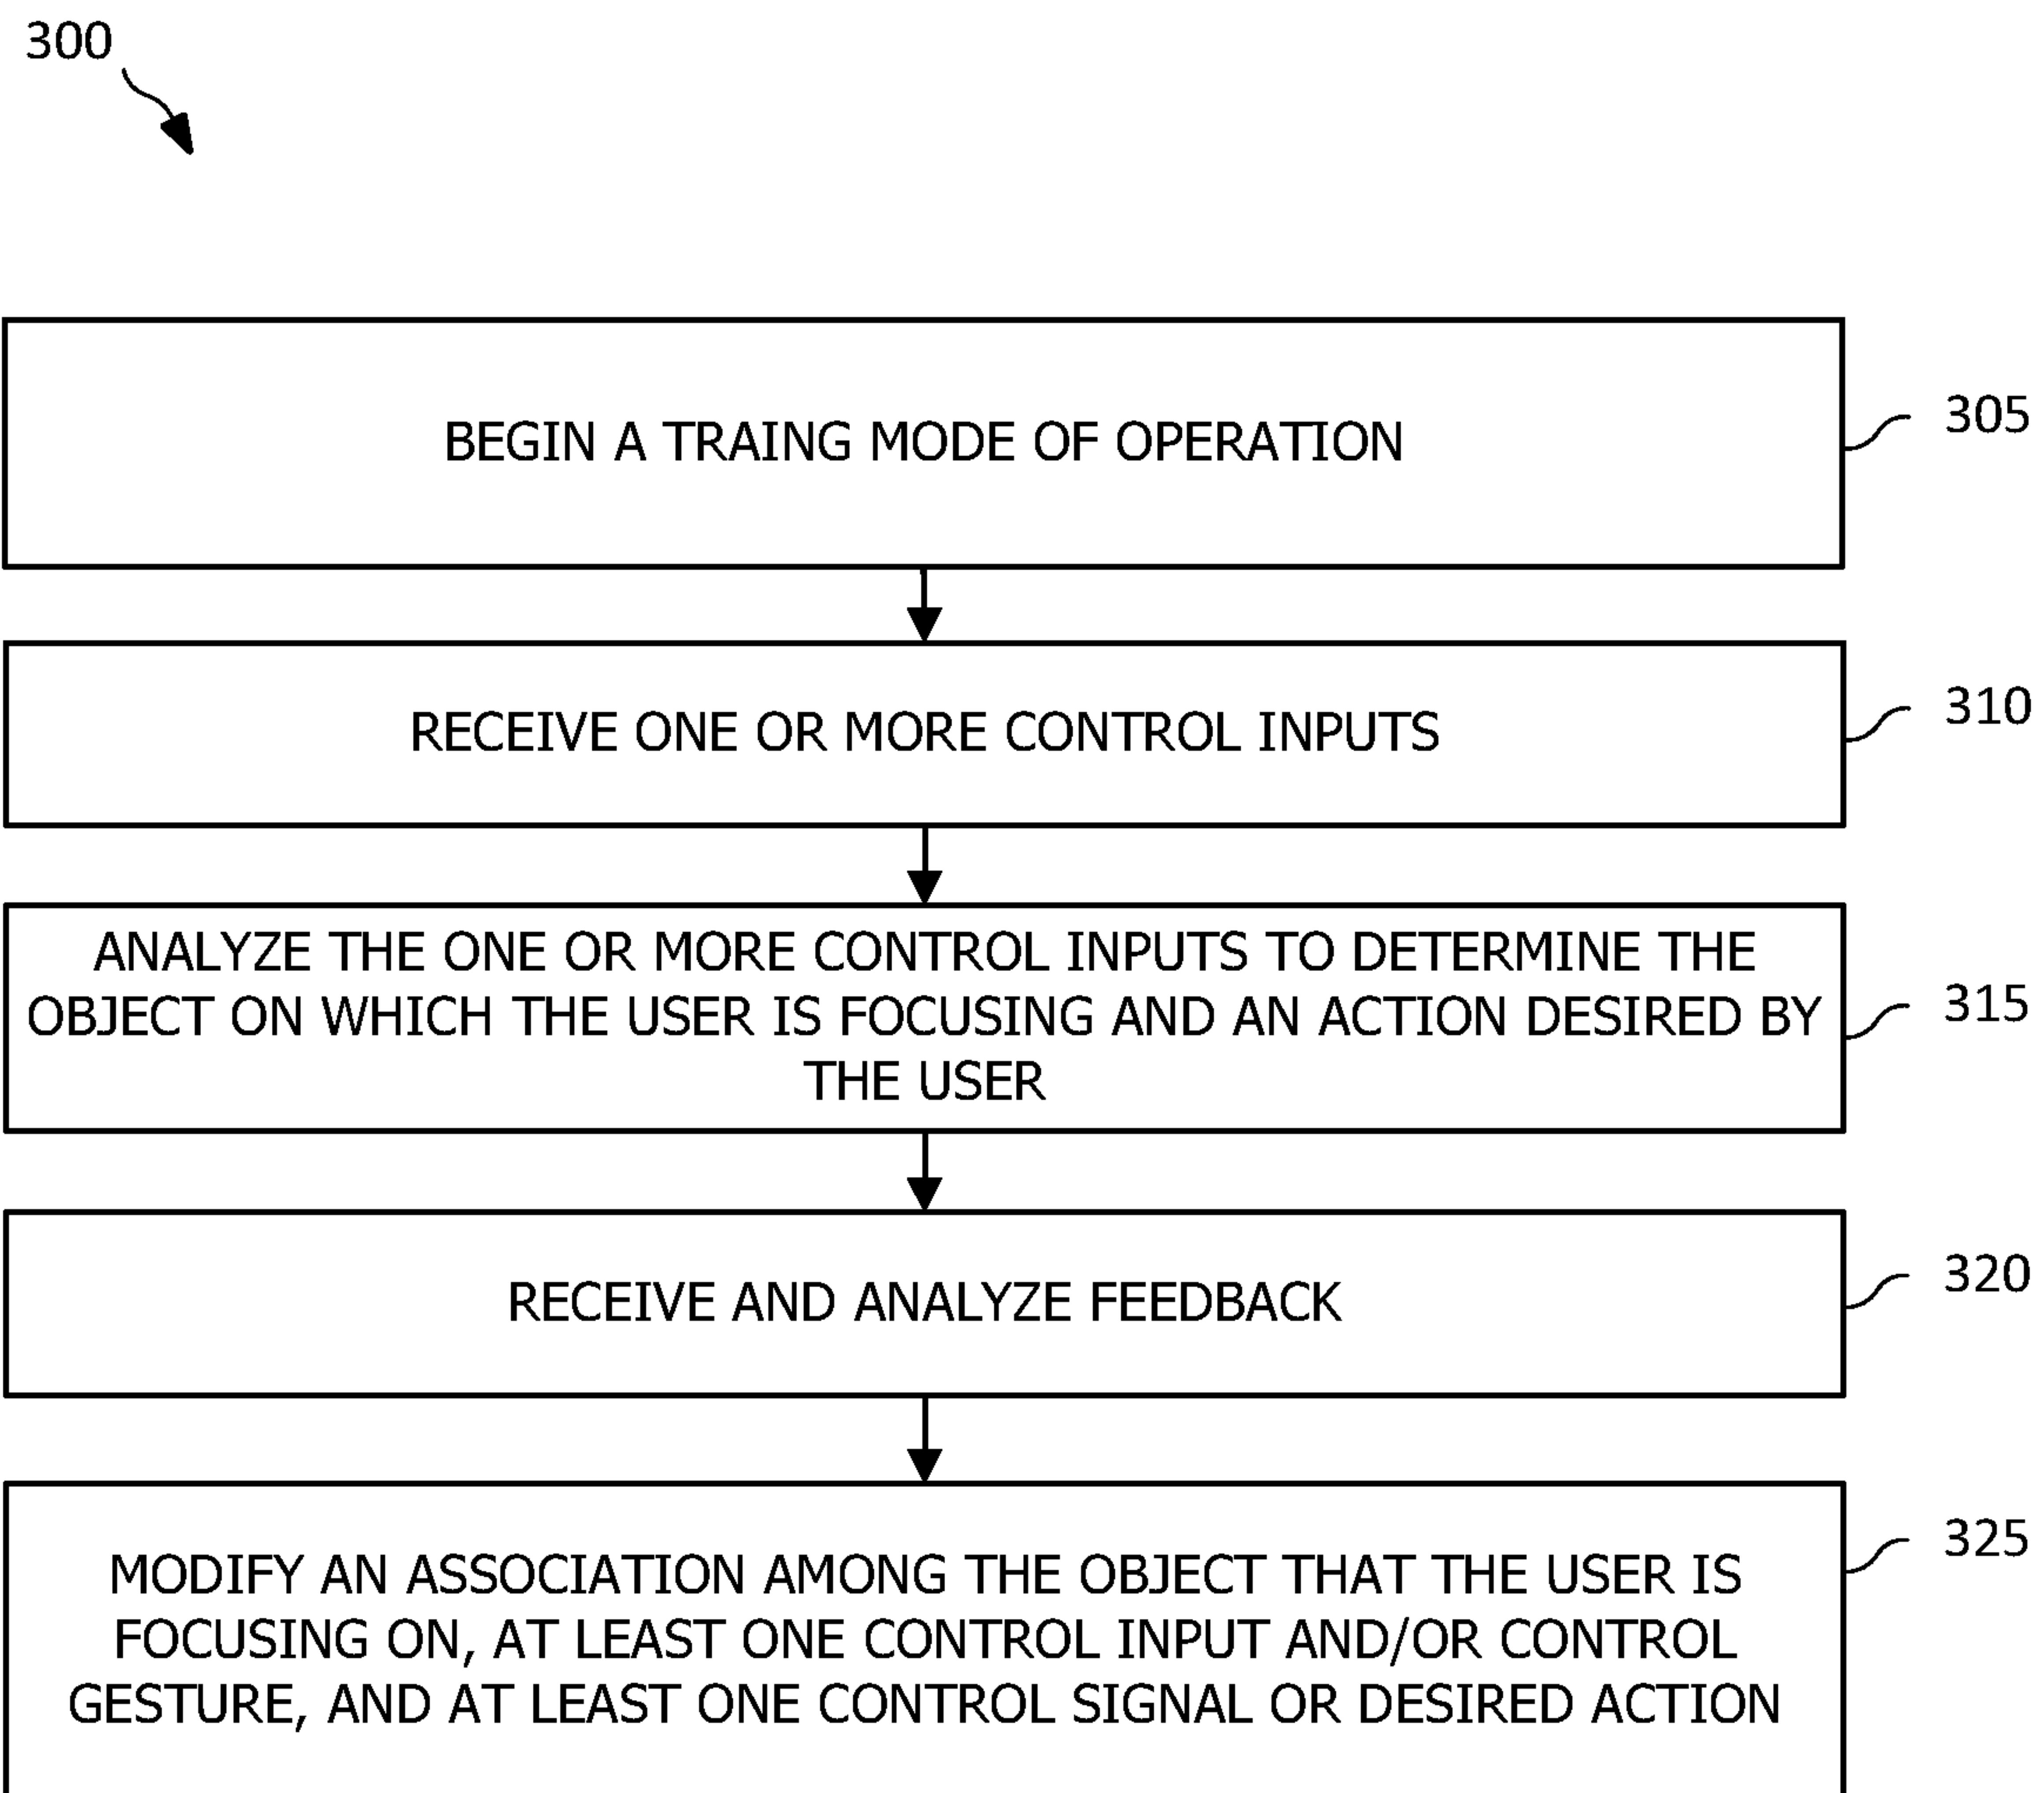 300
BEGIN A TRAING MODE OF OPERATION
305
RECEIVE ONE OR MORE CONTROL INPUTS
310
ANALYZE THE ONE OR MORE CONTROL INPUTS TO DETERMINE THE
OBJECT ON WHICH THE USER IS FOCUSING AND AN ACTION DESIRED BY
THE USER
315
RECEIVE AND ANALYZE FEEDBACK
320
MODIFY AN ASSOCIATION AMONG THE OBJECT THAT THE USER IS
FOCUSING ON, AT LEAST ONE CONTROL INPUT AND/OR CONTROL
GESTURE, AND AT LEAST ONE CONTROL SIGNAL OR DESIRED ACTION
325